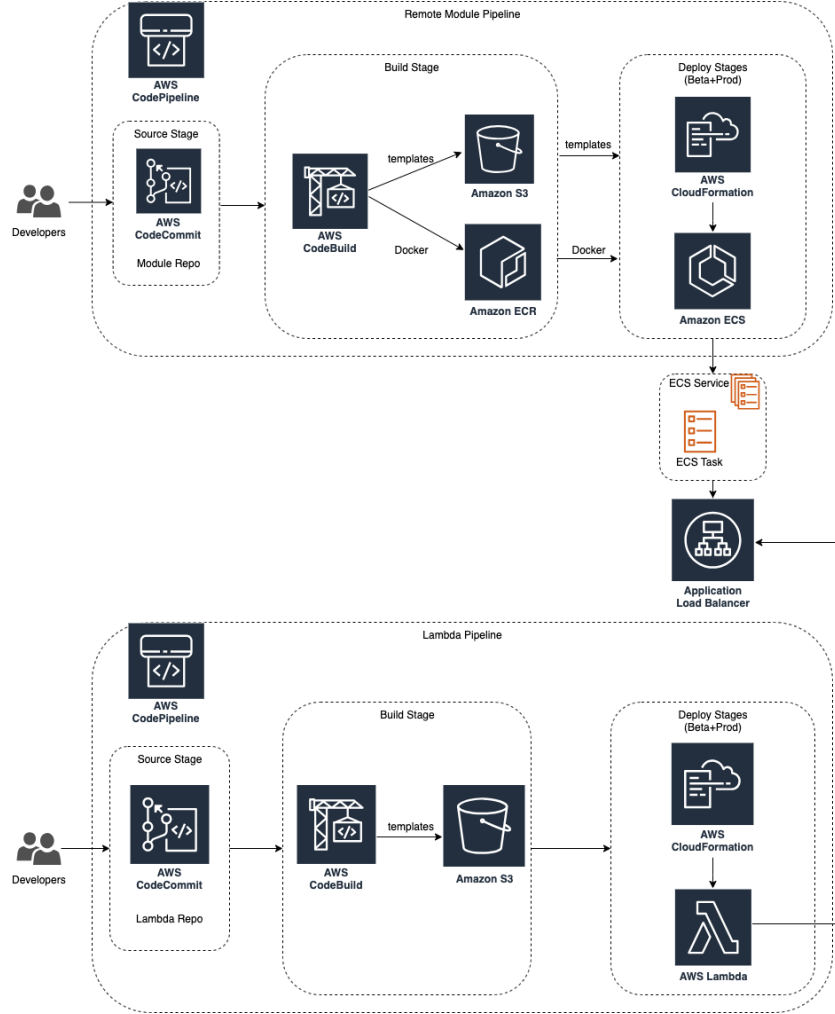 Remote Module Pipeline
AWS
CodePipeline
Source Stage
AWS
CodeCommit
Module Repo
Developers
Build Stage
AWS
CodeBuild
templates
Docker
Amazon S3
Amazon ECR
templates
Docker
Deploy Stages
(Beta+Prod)
AWS
CloudFormation
Amazon ECS
ECS Service
ECS Task
Application
Load Balancer
Lambda Pipeline
AWS
CodePipeline
Source Stage
AWS
CodeCommit
Lambda Repo
Developers
Build Stage
AWS
CodeBuild
templates
Amazon S3
Deploy Stages
(Beta+Prod)
AWS
CloudFormation
AWS Lambda